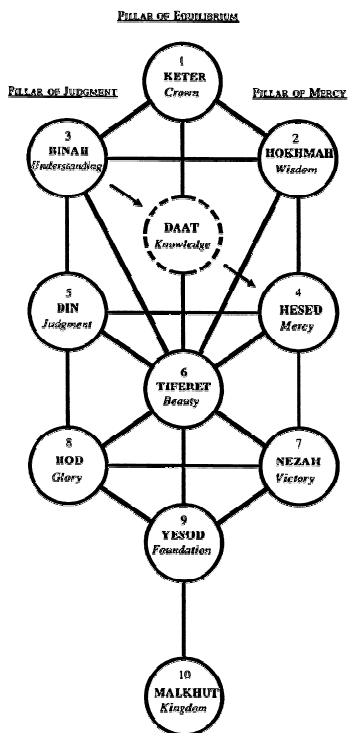 PILLAR OF EQUILIBRIUM
PILLAR OF JUDGMENT
PILLAR OF MERCY
1
KETER
Crown
3
BINAH
Understanding
2
HOKHMAH
Wisdom
DAAT
Knowledge
5
DIN
Judgment
4
HESED
Mercy
6
TIFERET
Beauty
8
HOD
Glory
7
NEZAH
Victory
9
YESOD
Foundation
10
MALKHUT
Kingdom